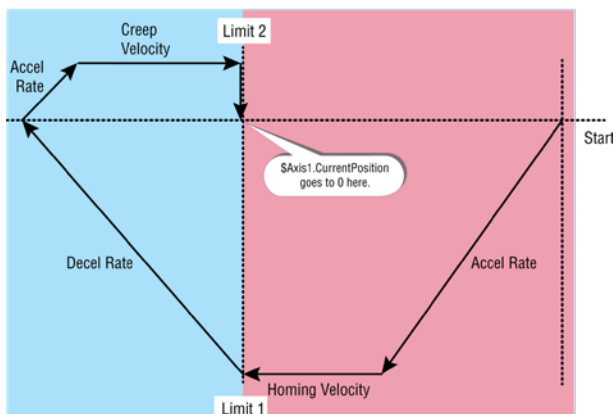 Creep
Velocity
Limit 2
Accel
Rate
Start
$Axis1.CurrentPosition
goes to 0 here.
Decel Rate
Accel Rate
Homing Velocity
Limit 1